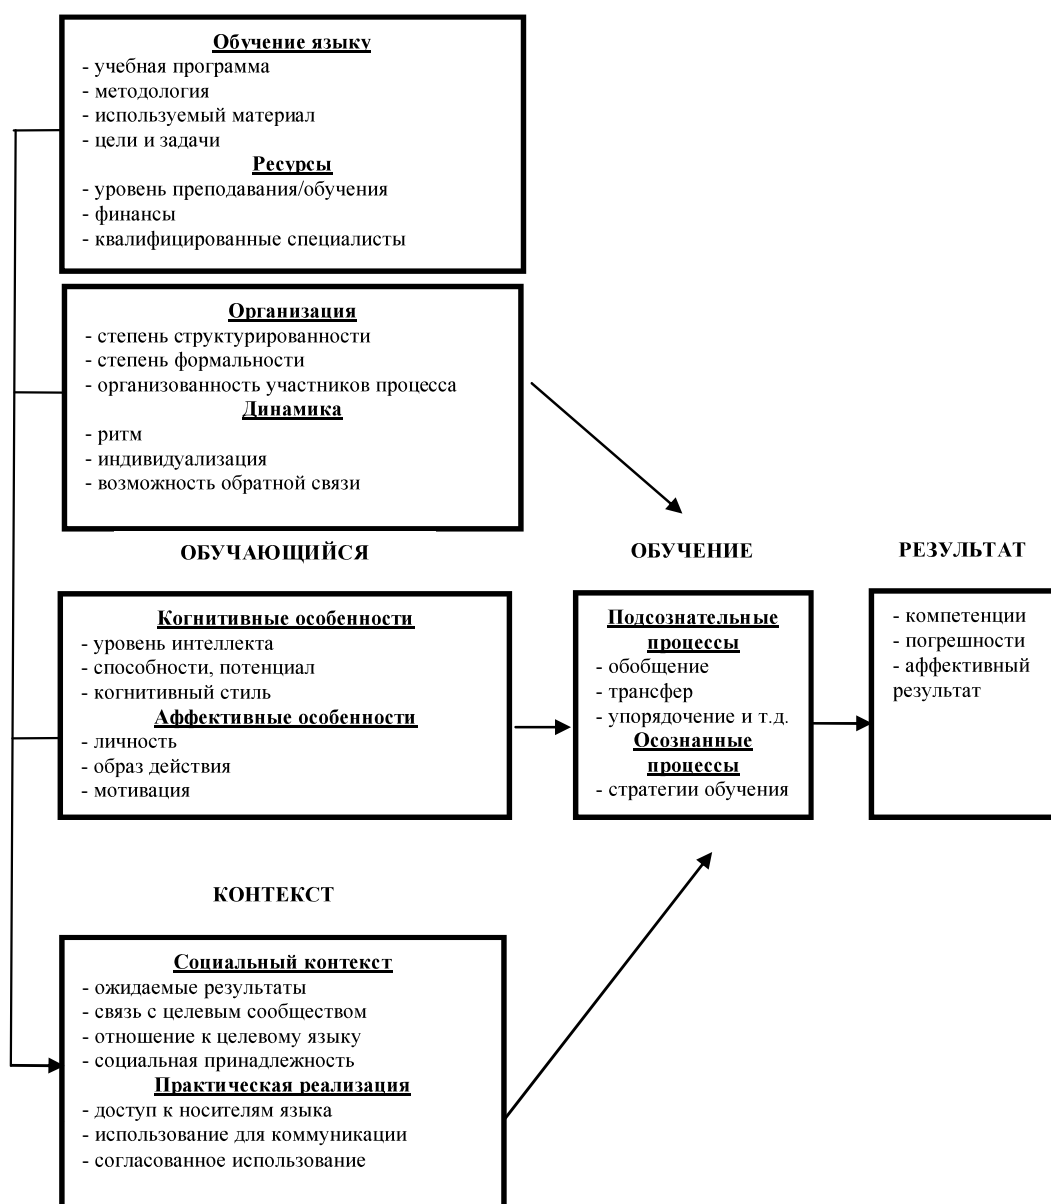 Обучение языку
- учебная программа
- методология
- используемый материал
- цели и задачи
Ресурсы
- уровень преподавания/обучения
- финансы
- квалифицированные специалисты
Организация
- степень структурированности
- степень формальности
- организованность участников процесса
Динамика
- ритм
- индивидуализация
- возможность обратной связи
ОБУЧАЮЩИЙСЯ
Когнитивные особенности
- уровень интеллекта
- способности, потенциал
- когнитивный стиль
Аффективные особенности
- личность
- образ действия
- мотивация
ОБУЧЕНИЕ
Подсознательные
процессы
- обобщение
- трансфер
- упорядочение и т.д.
Осознанные
процессы
- стратегии обучения
РЕЗУЛЬТАТ
- компетенции
- погрешности
- аффективный
результат
КОНТЕКСТ
Социальный контекст
- ожидаемые результаты
- связь с целевым сообществом
- отношение к целевому языку
- социальная принадлежность
Практическая реализация
- доступ к носителям языка
- использование для коммуникации
- согласованное использование